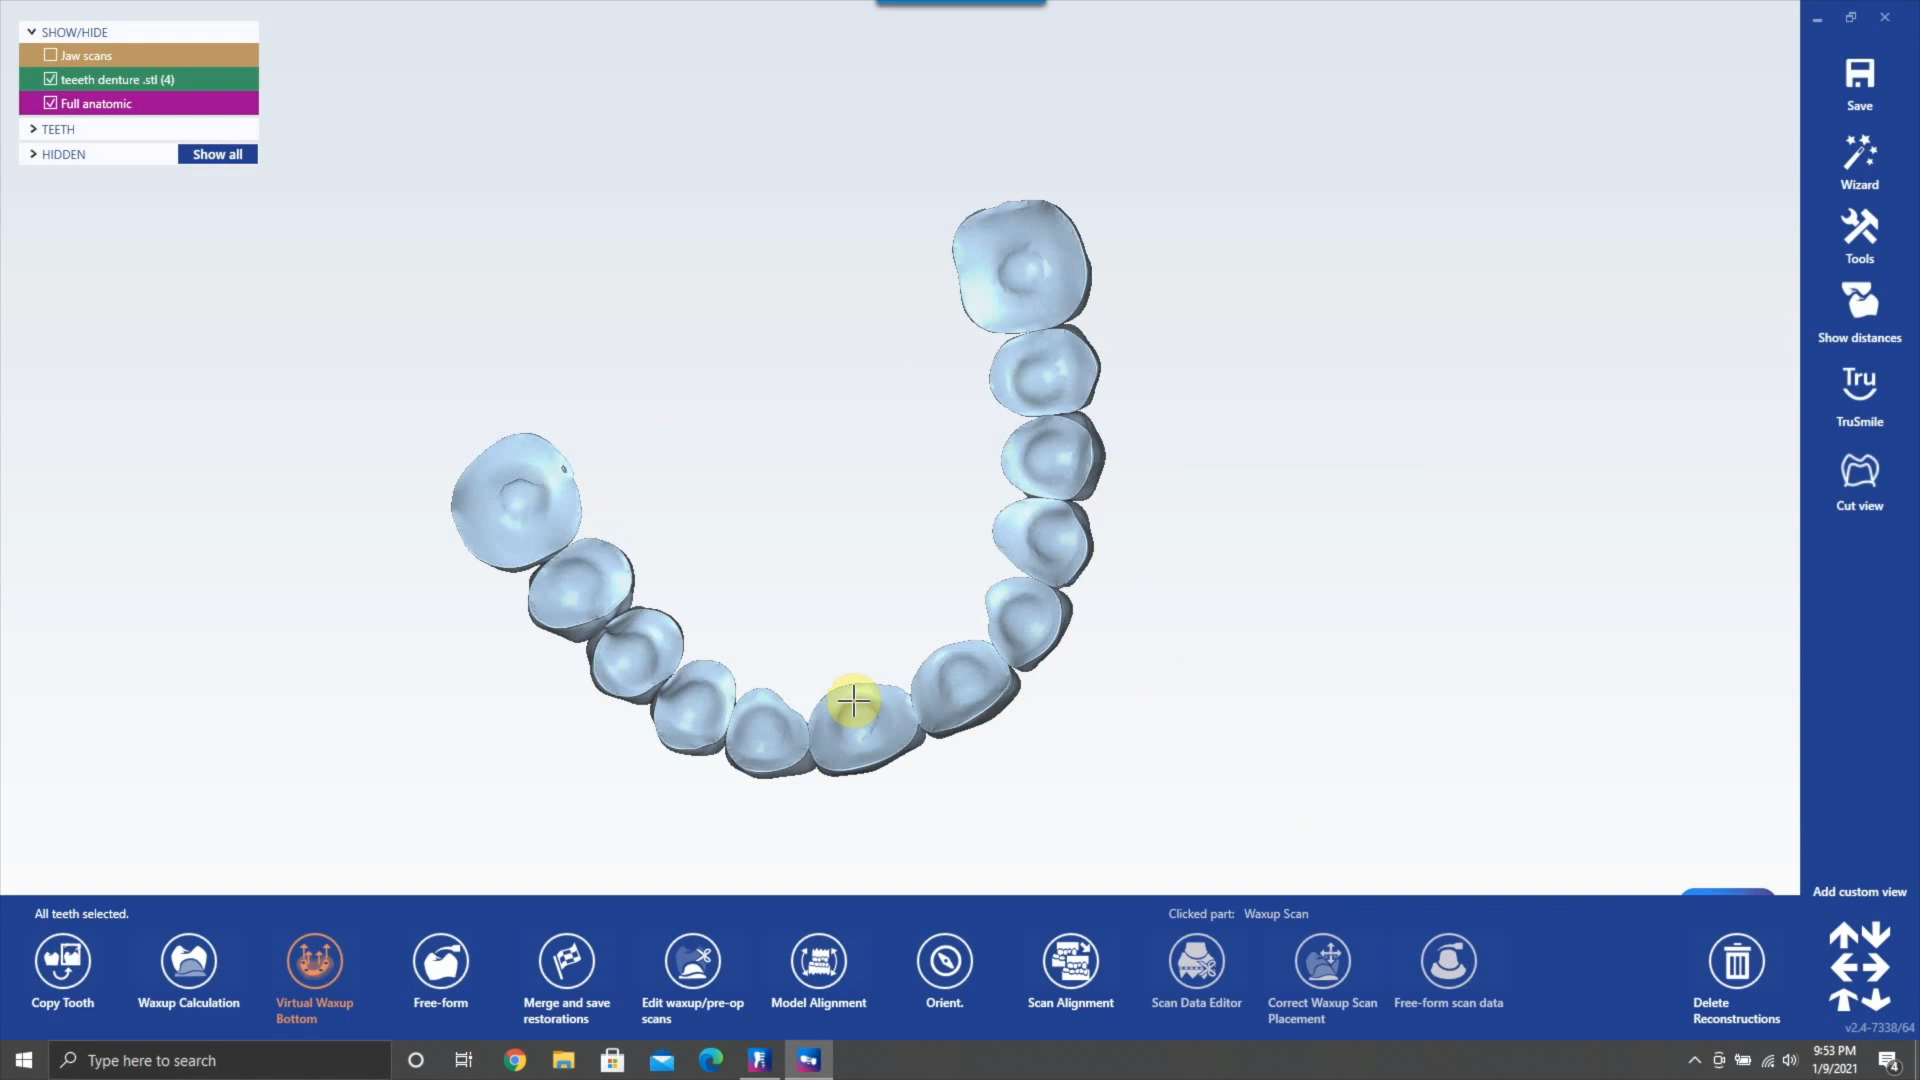 SHOW/HIDE
Jaw scans
teeeth denture .stl (4)
Full anatomic
TEETH
HIDDEN
Show all
Save
Wizard
Tools
Show distances
Tru
TruSmile
Cut view
Add custom view
All teeth selected.
Clicked part: Waxup Scan
Copy Tooth
Waxup Calculation
Virtual Waxup
Bottom
Free-form
Merge and save
restorations
Edit waxup/pre-op
scans
Model Alignment
Orient.
Scan Alignment
Scan Data Editor
Correct Waxup Scan
Placement
Free-form scan data
Delete
Reconstructions
v2.4-7338/64
Type here to search
9:53 PM
1/9/2021
4